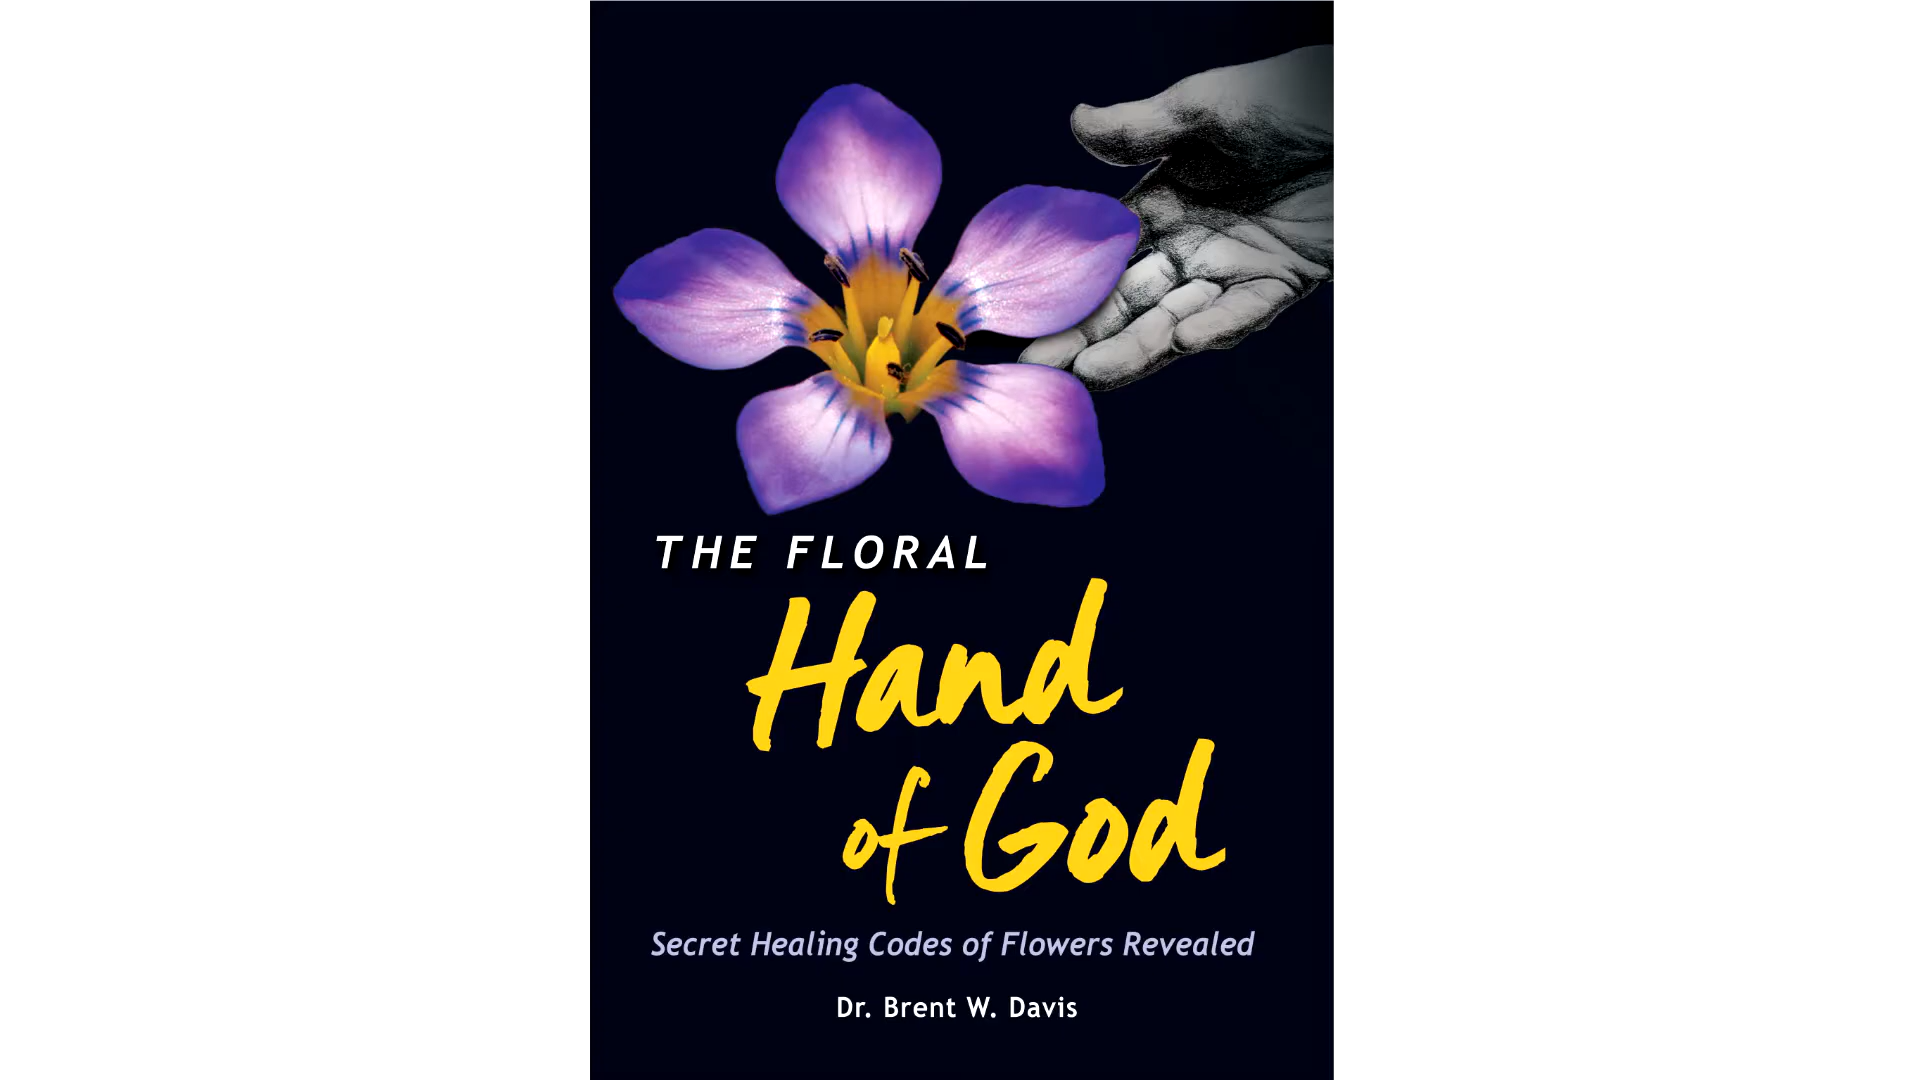 THE FLORAL
Hand
of God
Secret Healing Codes of Flowers Revealed
Dr. Brent W. Davis